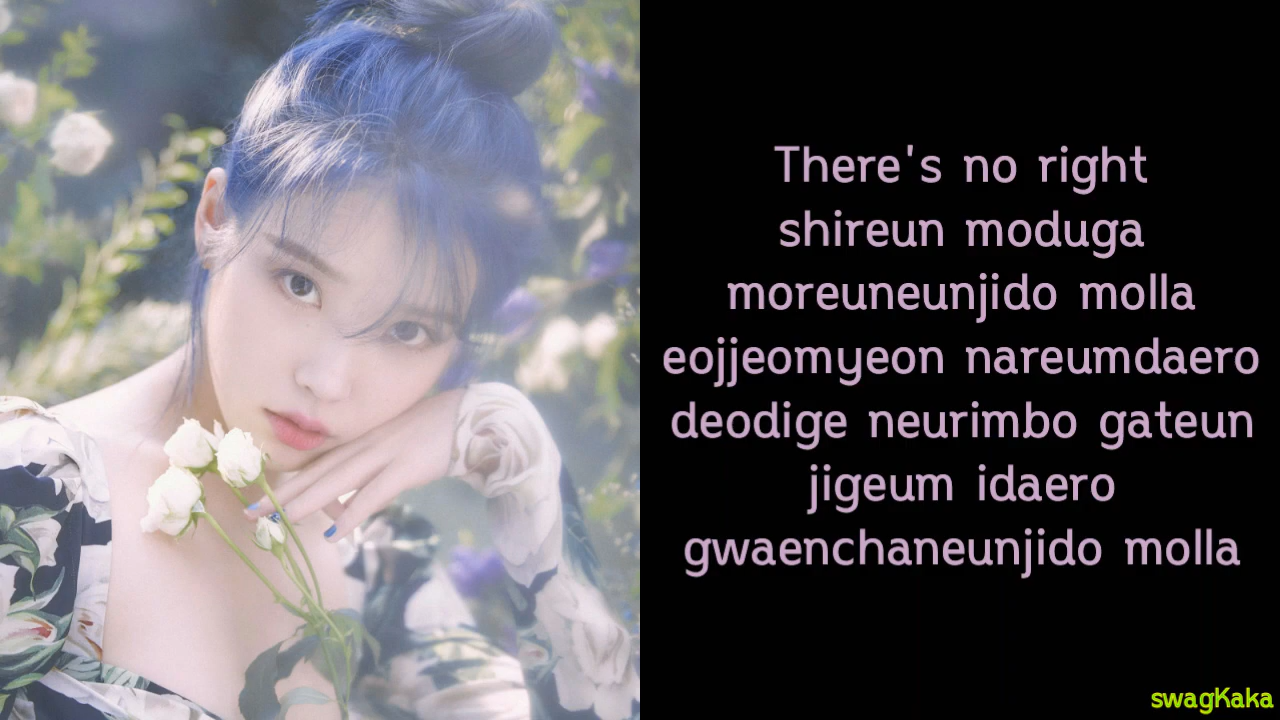 There's no right
shireun moduga
moreuneunjido molla
eojjeomyeon nareumdaero
deodige neurimbo gateun
jigeum idaero
gwaenchaneunjido molla
swagKaka